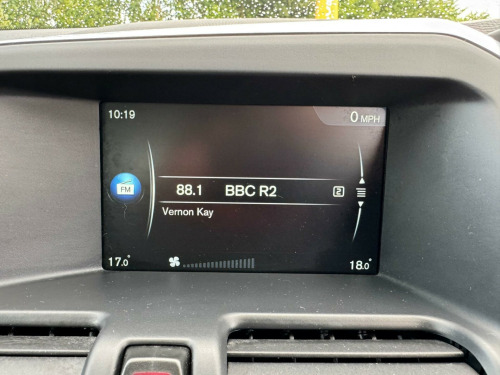 10:19 0 MPH
FM 88.1 BBC R2 2
Vernon Kay
17.0° 18.0°